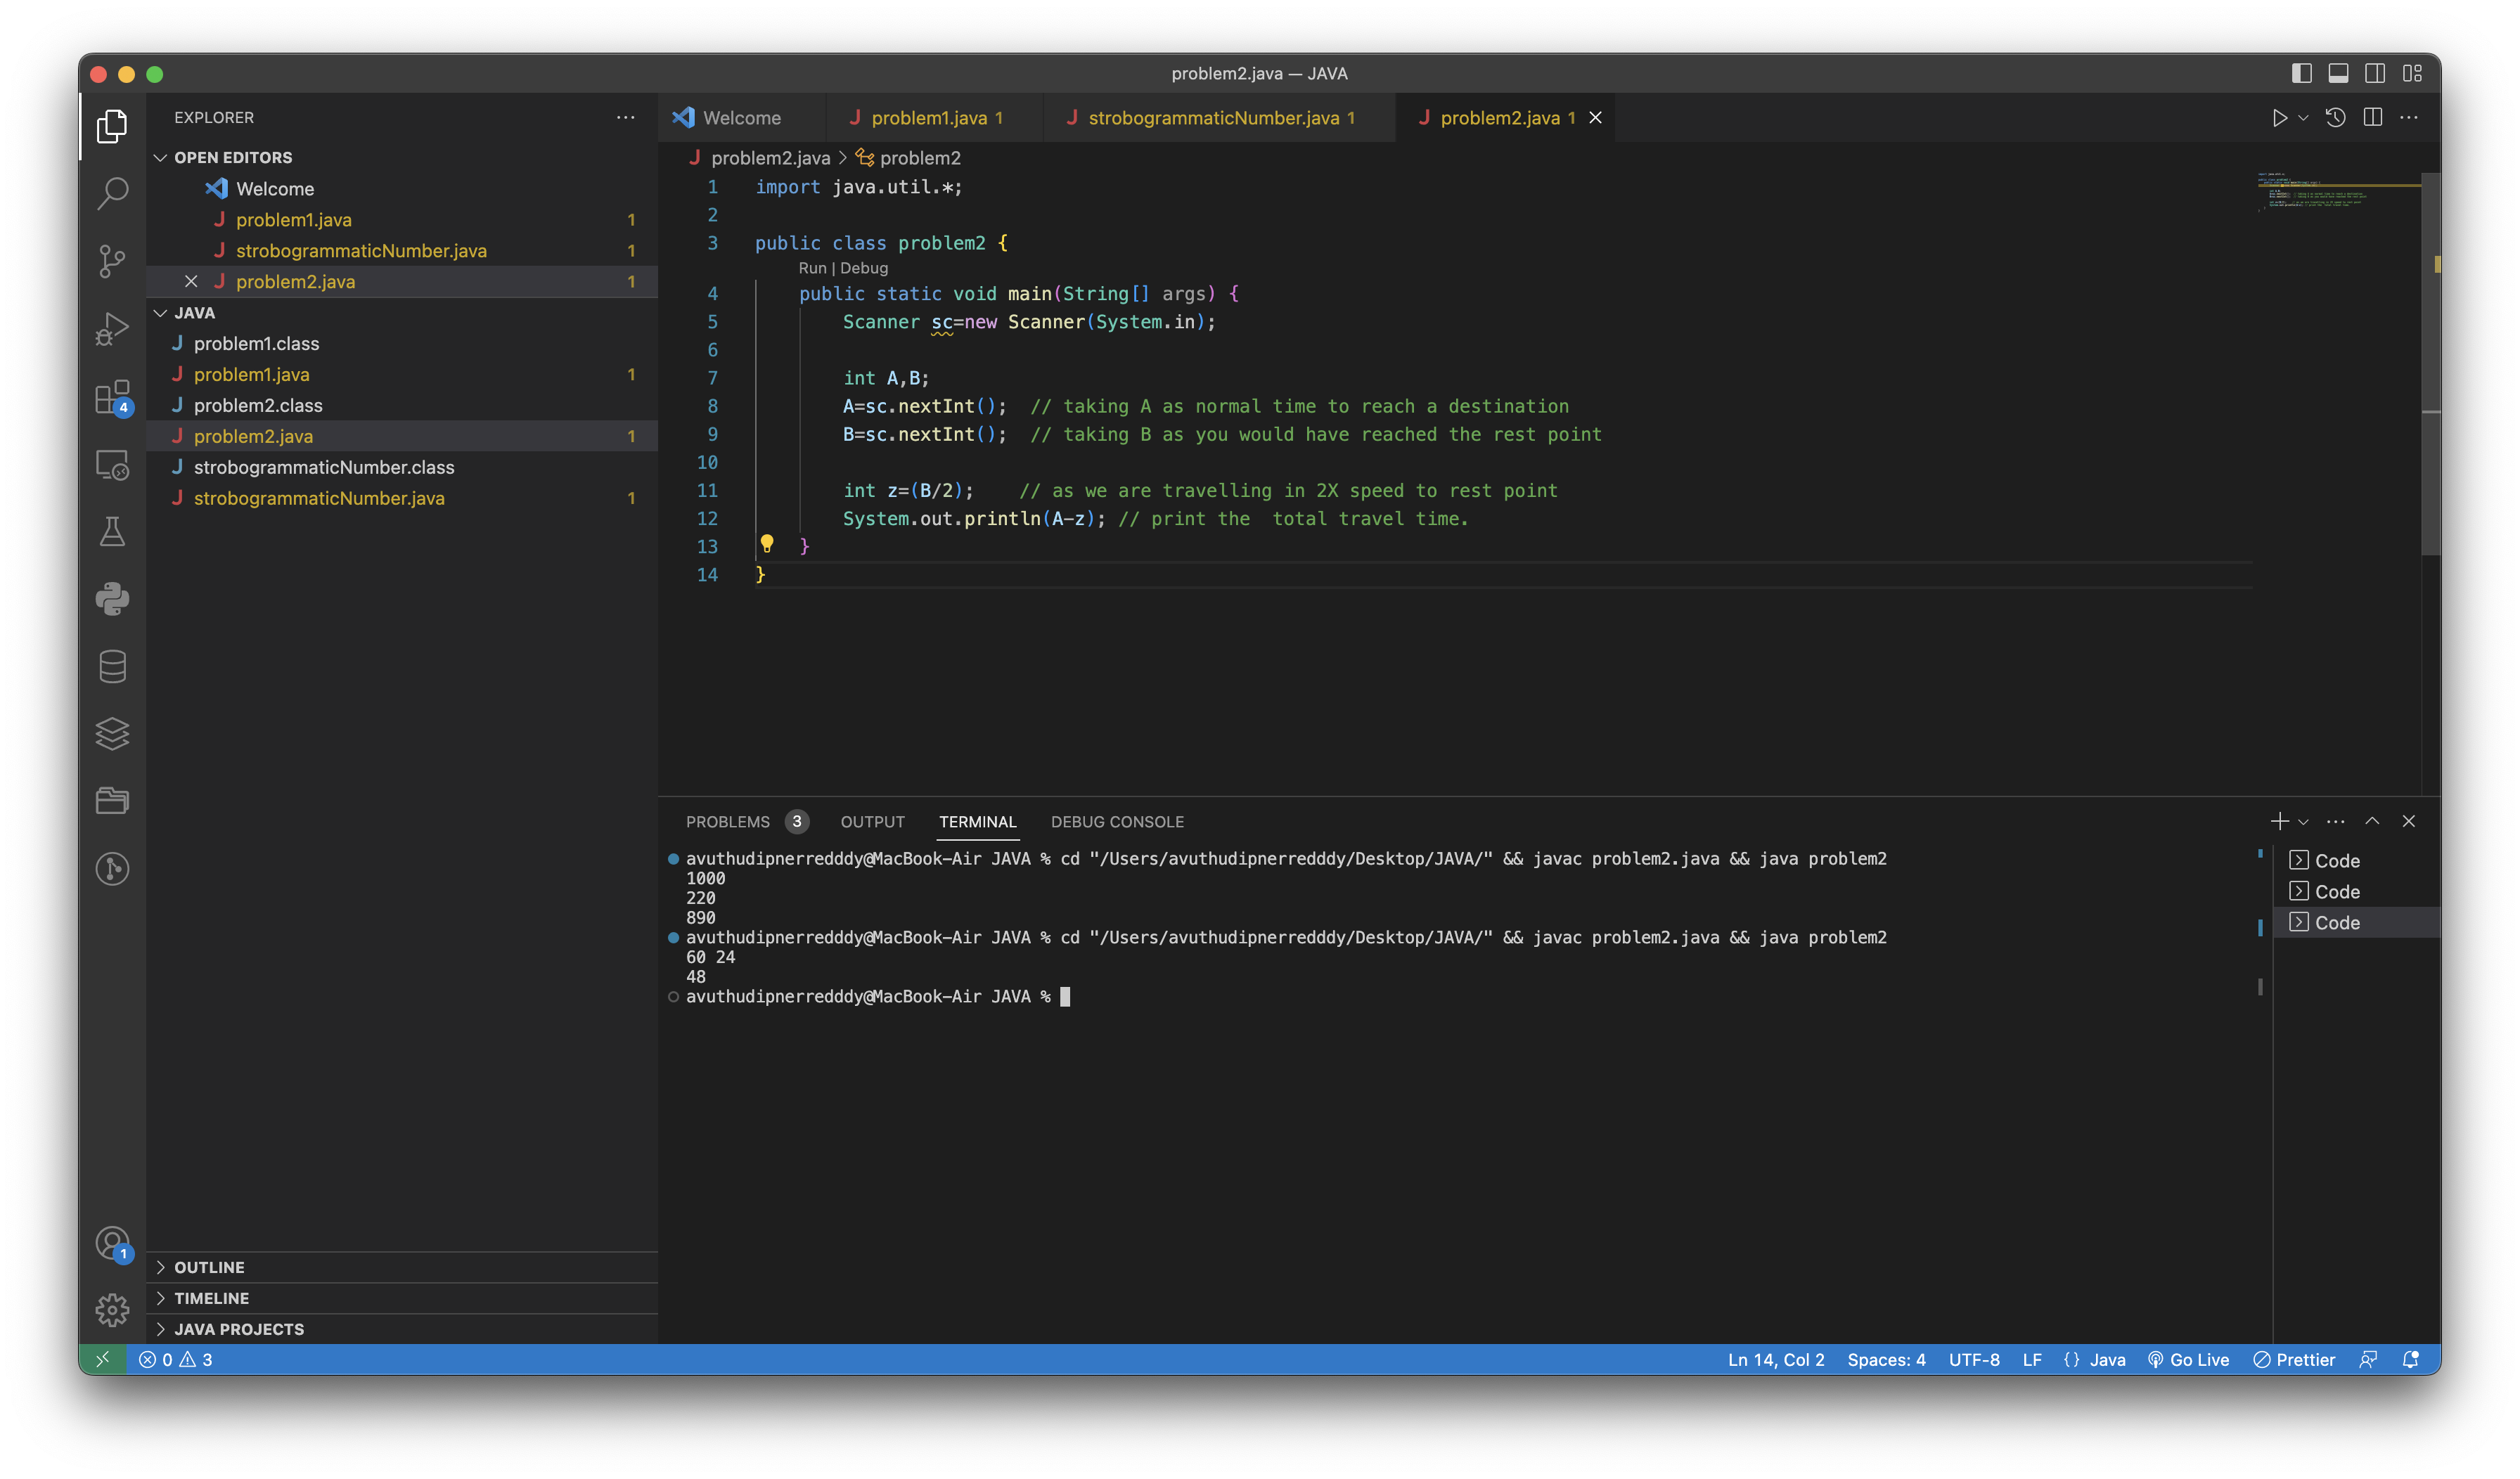 problem2.java — JAVA
EXPLORER
OPEN EDITORS
Welcome
problem1.java 1
strobogrammaticNumber.java 1
problem2.java 1
JAVA
problem1.class
problem1.java 1
problem2.class
problem2.java 1
strobogrammaticNumber.class
strobogrammaticNumber.java 1
4
1
OUTLINE
TIMELINE
JAVA PROJECTS
Welcome problem1.java 1 strobogrammaticNumber.java 1 problem2.java 1
problem2.java > problem2
1 import java.util.*;
2
3 public class problem2 {
Run | Debug
4 public static void main(String[] args) {
5 Scanner sc=new Scanner(System.in);
6
7 int A,B;
8 A=sc.nextInt();  // taking A as normal time to reach a destination
9 B=sc.nextInt();  // taking B as you would have reached the rest point
10
11 int z=(B/2);    // as we are travelling in 2X speed to rest point
12 System.out.println(A-z); // print the  total travel time.
13 }
14 }
PROBLEMS 3 OUTPUT TERMINAL DEBUG CONSOLE
avuthudipnerredddy@MacBook-Air JAVA % cd "/Users/avuthudipnerredddy/Desktop/JAVA/" && javac problem2.java && java problem2
1000
220
890
avuthudipnerredddy@MacBook-Air JAVA % cd "/Users/avuthudipnerredddy/Desktop/JAVA/" && javac problem2.java && java problem2
60 24
48
avuthudipnerredddy@MacBook-Air JAVA %
Code
Code
Code
0 3 Ln 14, Col 2 Spaces: 4 UTF-8 LF {} Java Go Live Prettier